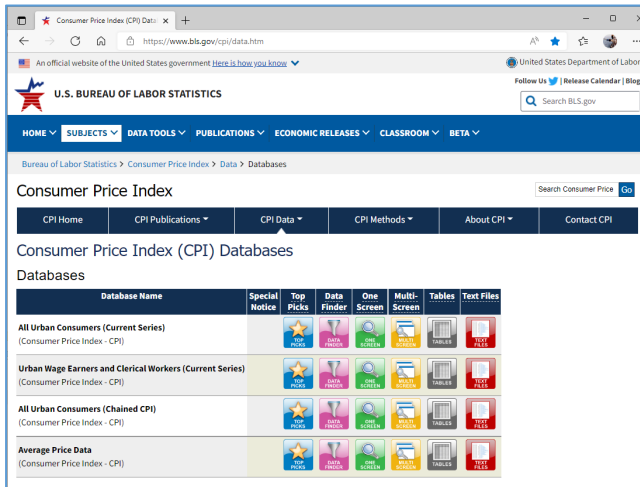 Consumer Price Index (CPI) Datab
https://www.bls.gov/cpi/data.htm
An official website of the United States government Here is how you know
United States Department of Labor
Follow Us | Release Calendar | Blog
U.S. BUREAU OF LABOR STATISTICS
Search BLS.gov
HOME SUBJECTS DATA TOOLS PUBLICATIONS ECONOMIC RELEASES CLASSROOM BETA
Bureau of Labor Statistics > Consumer Price Index > Data > Databases
Consumer Price Index
Search Consumer Price Go
CPI Home CPI Publications CPI Data CPI Methods About CPI Contact CPI
Consumer Price Index (CPI) Databases
Databases
Database Name Special Notice Top Picks Data Finder One Screen Multi-Screen Tables Text Files
All Urban Consumers (Current Series)
(Consumer Price Index - CPI)
TOP PICKS DATA FINDER ONE SCREEN MULTI SCREEN TABLES TEXT FILES
Urban Wage Earners and Clerical Workers (Current Series)
(Consumer Price Index - CPI)
TOP PICKS DATA FINDER ONE SCREEN MULTI SCREEN TABLES TEXT FILES
All Urban Consumers (Chained CPI)
(Consumer Price Index - CPI)
TOP PICKS DATA FINDER ONE SCREEN MULTI SCREEN TABLES TEXT FILES
Average Price Data
(Consumer Price Index - CPI)
TOP PICKS DATA FINDER ONE SCREEN MULTI SCREEN TABLES TEXT FILES